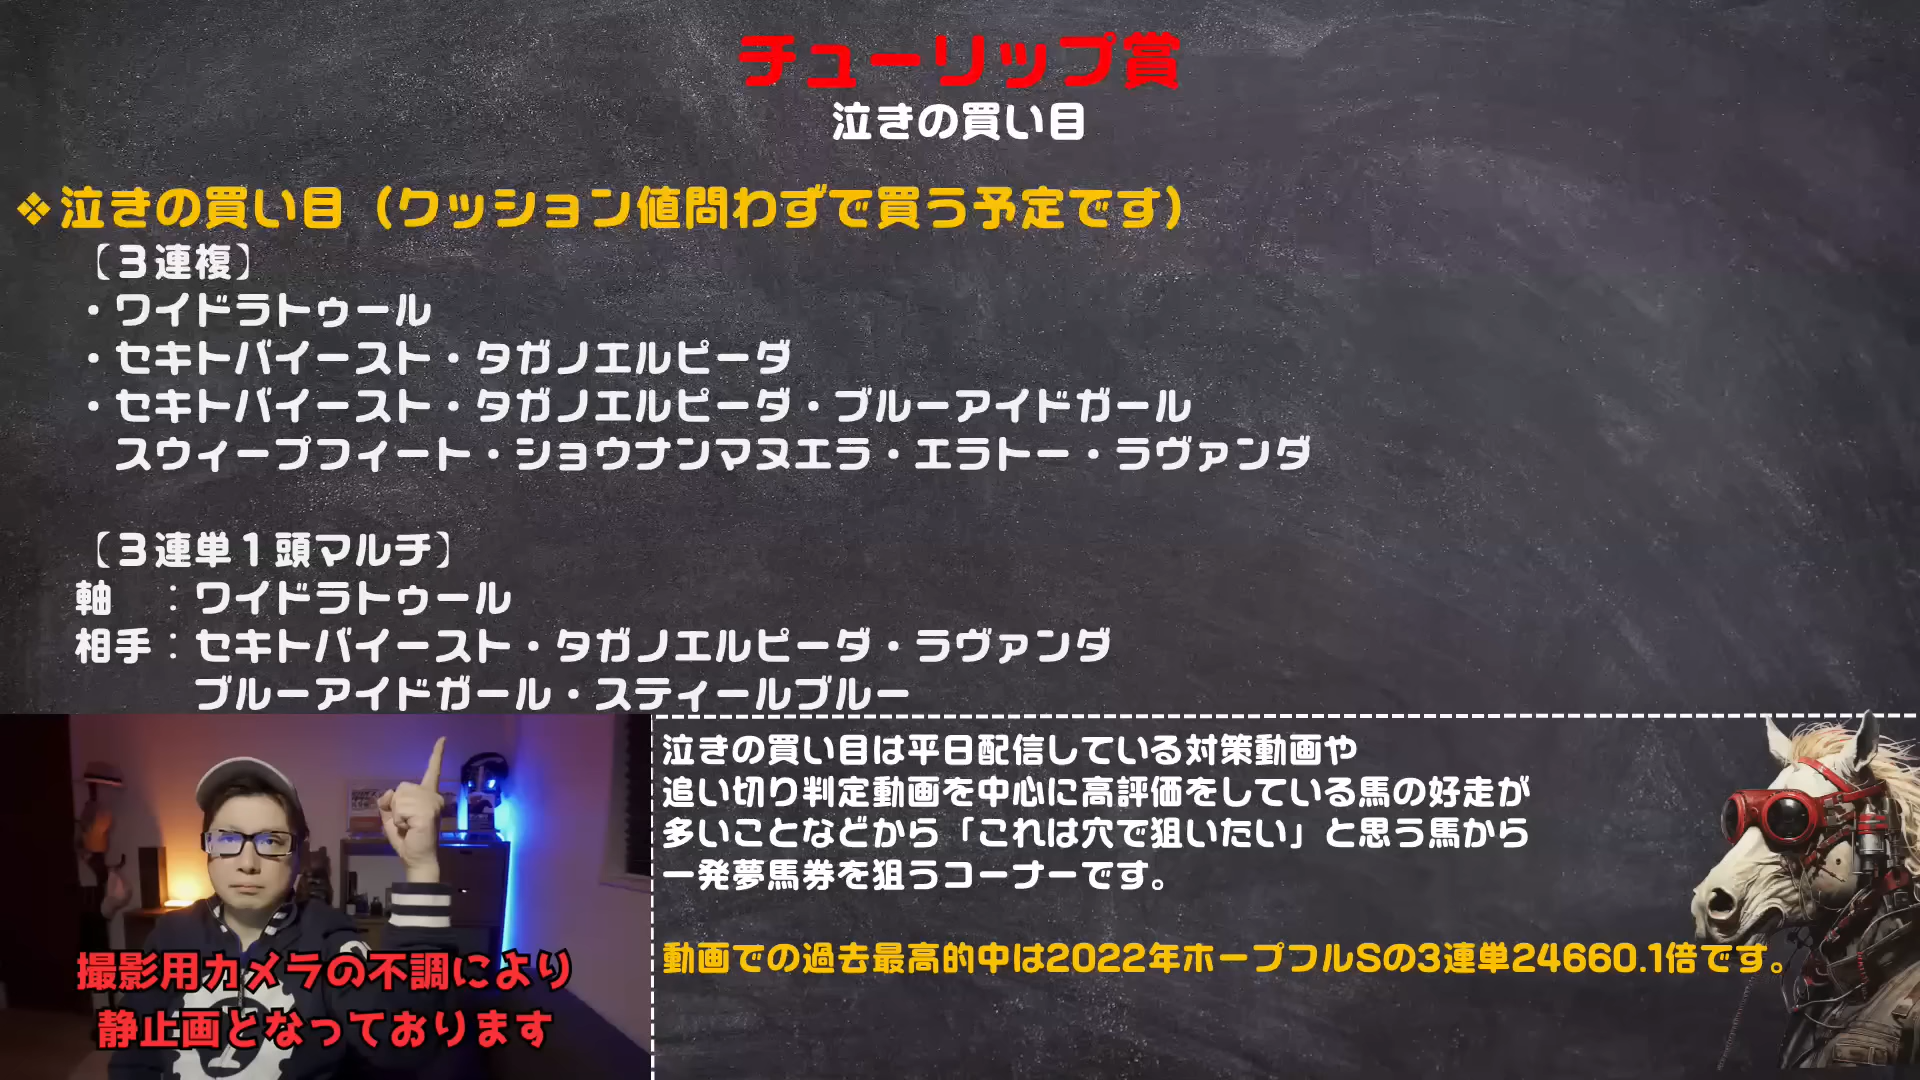 チューリップ賞
泣きの買い目
❖泣きの買い目（クッション値問わずで買う予定です）
【３連複】
・ワイドラトゥール
・セキトバイースト・タガノエルピーダ
・セキトバイースト・タガノエルピーダ・ブルーアイドガール
スウィープフィート・ショウナンマヌエラ・エラトー・ラヴァンダ
【３連単１頭マルチ】
軸　：ワイドラトゥール
相手：セキトバイースト・タガノエルピーダ・ラヴァンダ
ブルーアイドガール・スティールブルー
泣きの買い目は平日配信している対策動画や
追い切り判定動画を中心に高評価をしている馬の好走が
多いことなどから「これは穴で狙いたい」と思う馬から
一発夢馬券を狙うコーナーです。
動画での過去最高的中は2022年ホープフルSの3連単24660.1倍です。
撮影用カメラの不調により
静止画となっております